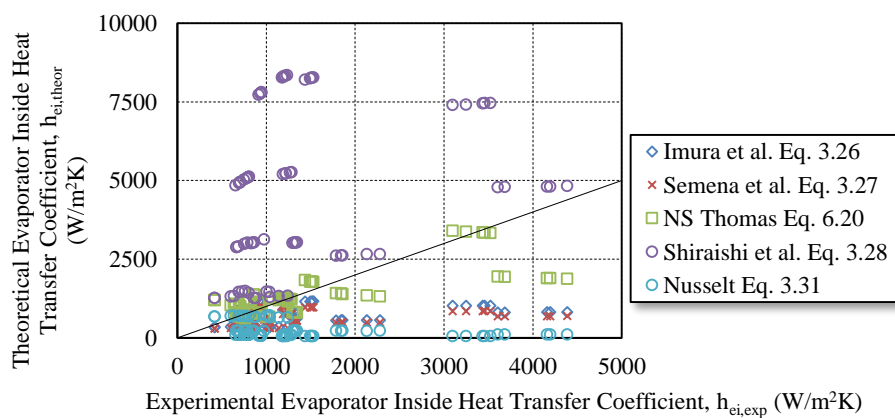 Theoretical Evaporator Inside Heat
Transfer Coefficient, hei,theor
(W/m2K)
10000
7500
5000
2500
0
0 1000 2000 3000 4000 5000
Experimental Evaporator Inside Heat Transfer Coefficient, hei,exp (W/m2K)
Imura et al. Eq. 3.26
Semena et al. Eq. 3.27
NS Thomas Eq. 6.20
Shiraishi et al. Eq. 3.28
Nusselt Eq. 3.31